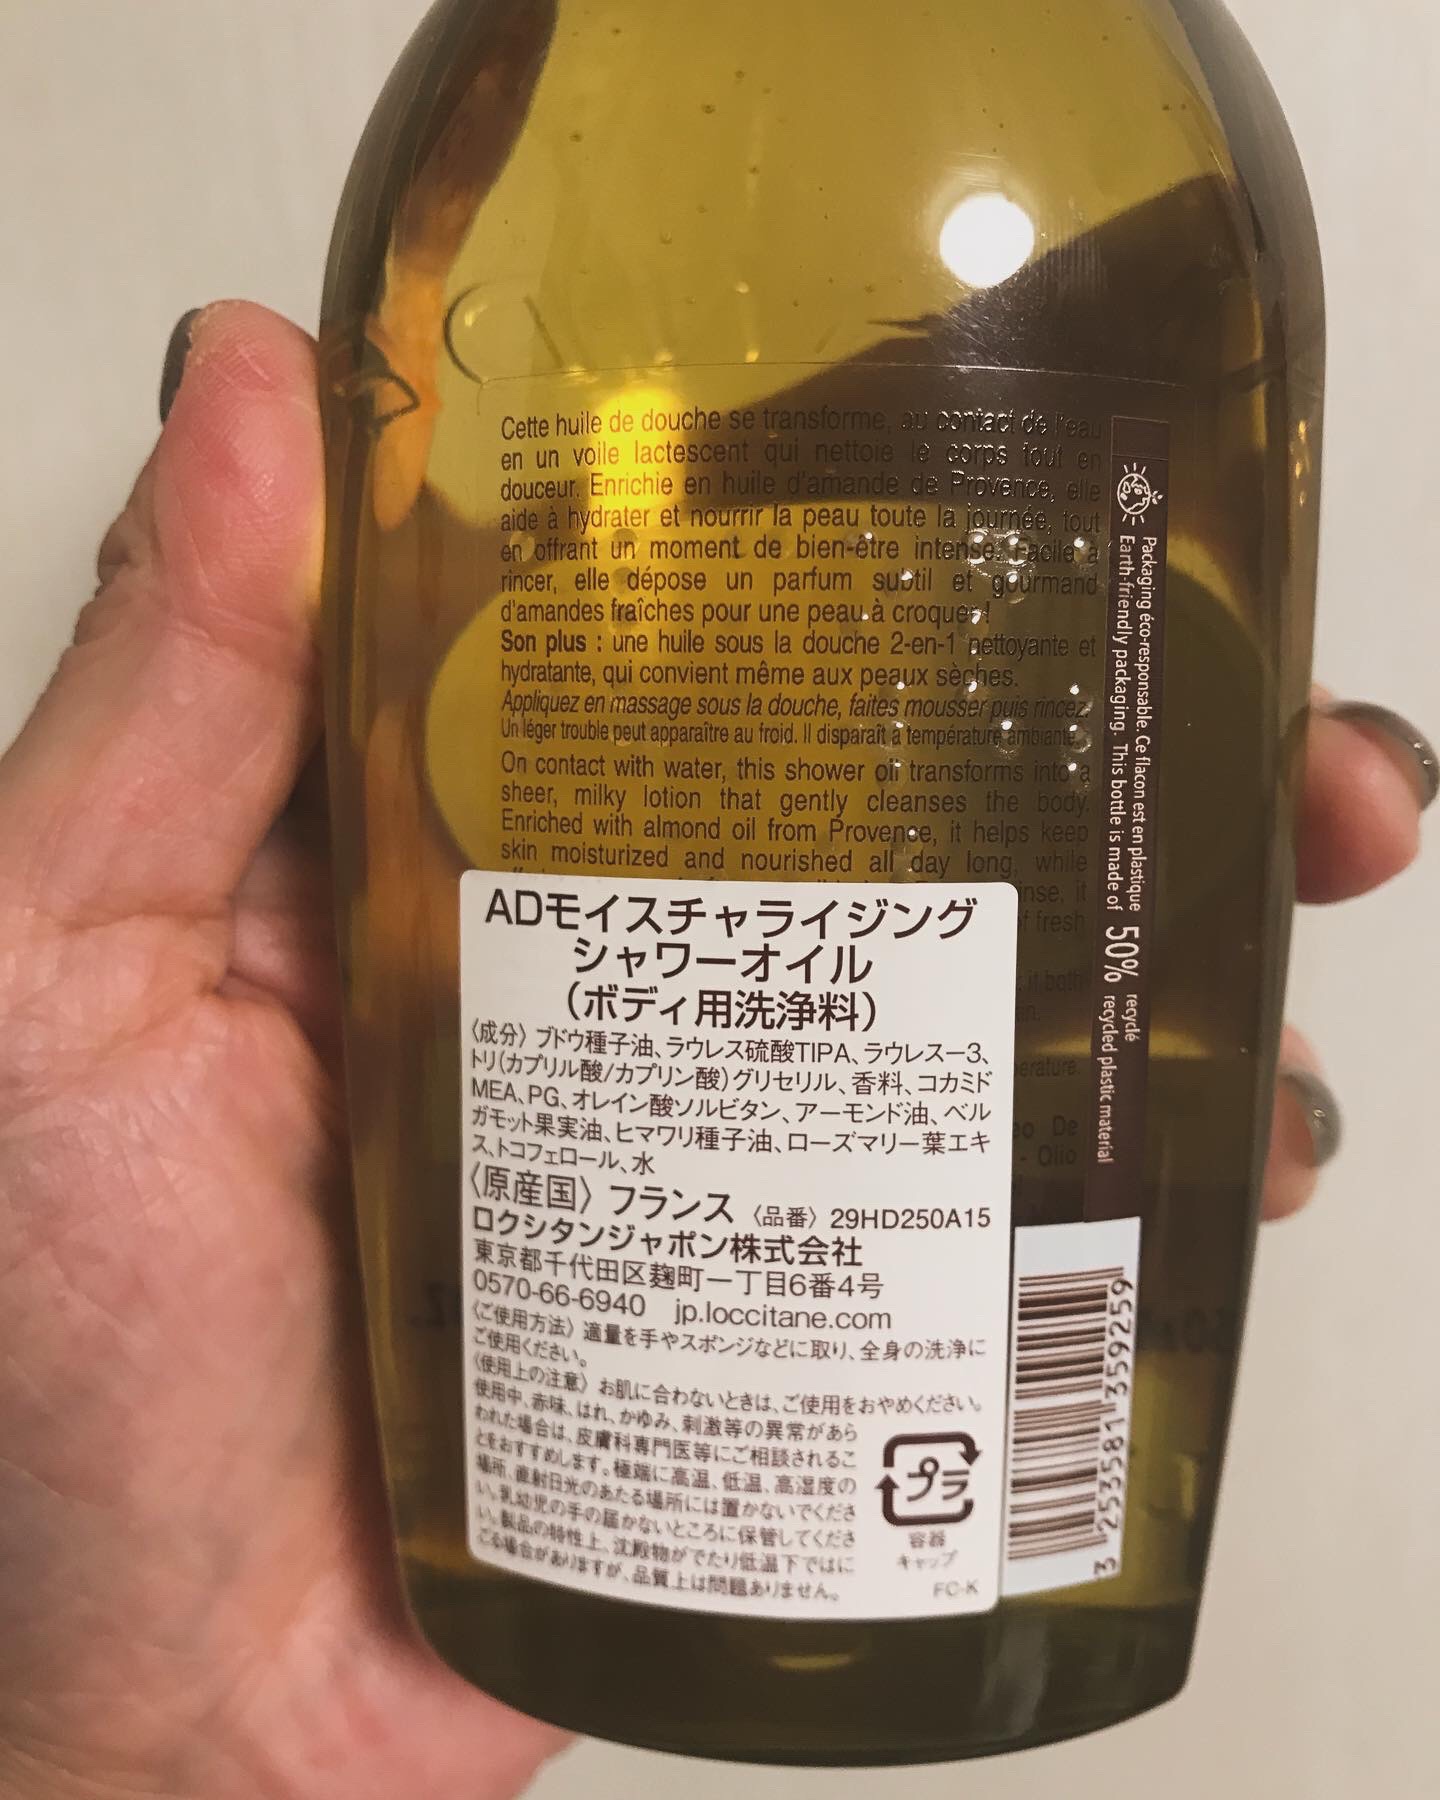 Cette huile de douche se transforme, au contact de l'eau
en un voile lactescent qui nettoie le corps tout en
douceur. Enrichie en huile d'amande de Provence, elle
aide à hydrater et nourrir la peau toute la journée, tout
en offrant un moment de bien-être intense. Facile à
rincer, elle dépose un parfum subtil et gourmand
d'amandes fraîches pour une peau à croquer !
Son plus : une huile sous la douche 2-en-1 nettoyante et
hydratante, qui convient même aux peaux sèches.
Appliquez en massage sous la douche, faites mousser puis rincez.
Un léger trouble peut apparaître au froid. Il disparaît à température ambiante.
On contact with water, this shower oil transforms into a
sheer, milky lotion that gently cleanses the body.
Enriched with almond oil from Provence, it helps keep
skin moisturized and nourished all day long, while
inse, it
f fresh
it both
erature.
De
- Olio
Packaging éco-responsable. Ce flacon est en plastique
Earth-friendly packaging. This bottle is made of
50%
recyclé
recycled plastic material
ADモイスチャライジング
シャワーオイル
（ボディ用洗浄料）
〈成分〉ブドウ種子油、ラウレス硫酸TIPA、ラウレス－3、
トリ(カプリル酸/カプリン酸)グリセリル、香料、コカミド
MEA、PG、オレイン酸ソルビタン、アーモンド油、ベル
ガモット果実油、ヒマワリ種子油、ローズマリー葉エキ
ス、トコフェロール、水
〈原産国〉フランス 〈品番〉29HD250A15
ロクシタンジャポン株式会社
東京都千代田区麹町一丁目6番4号
0570-66-6940 jp.loccitane.com
〈ご使用方法〉適量を手やスポンジなどに取り、全身の洗浄に
ご使用ください。
〈使用上の注意〉お肌に合わないときは、ご使用をおやめください。
使用中、赤味、はれ、かゆみ、刺激等の異常があら
われた場合は、皮膚科専門医等にご相談されるこ
とをおすすめします。極端に高温、低温、高湿度の
場所、直射日光のあたる場所には置かないでくださ
い。乳幼児の手の届かないところに保管してくださ
い。製品の特性上、沈殿物がでたり低温下ではに
ごる場合がありますが、品質上は問題ありません。
プラ
容器
キャップ
FC-K
3 253581 359259